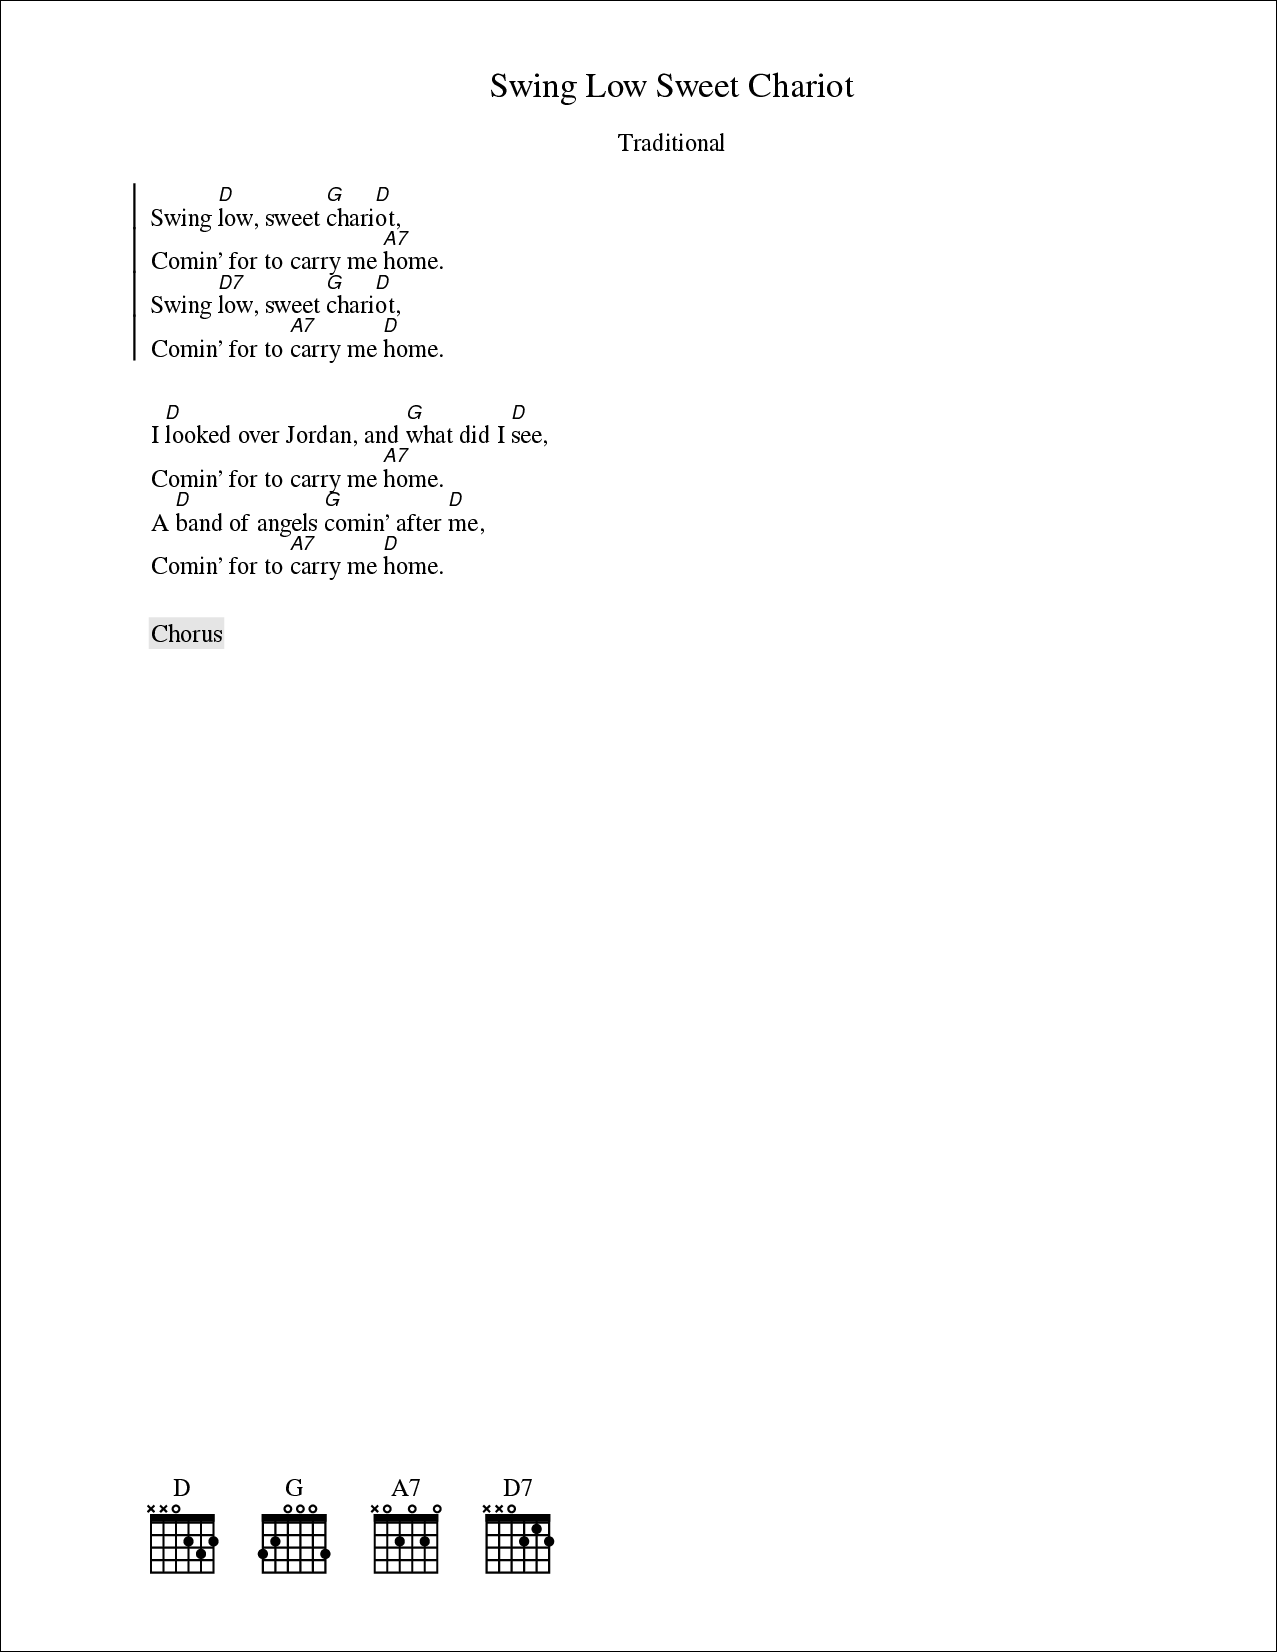 Swing Low Sweet Chariot
Traditional
D G D
Swing low, sweet chariot,
A7
Comin’ for to carry me home.
D7 G D
Swing low, sweet chariot,
A7 D
Comin’ for to carry me home.
D G D
I looked over Jordan, and what did I see,
A7
Comin’ for to carry me home.
D G D
A band of angels comin’ after me,
A7 D
Comin’ for to carry me home.
Chorus
D G A7 D7